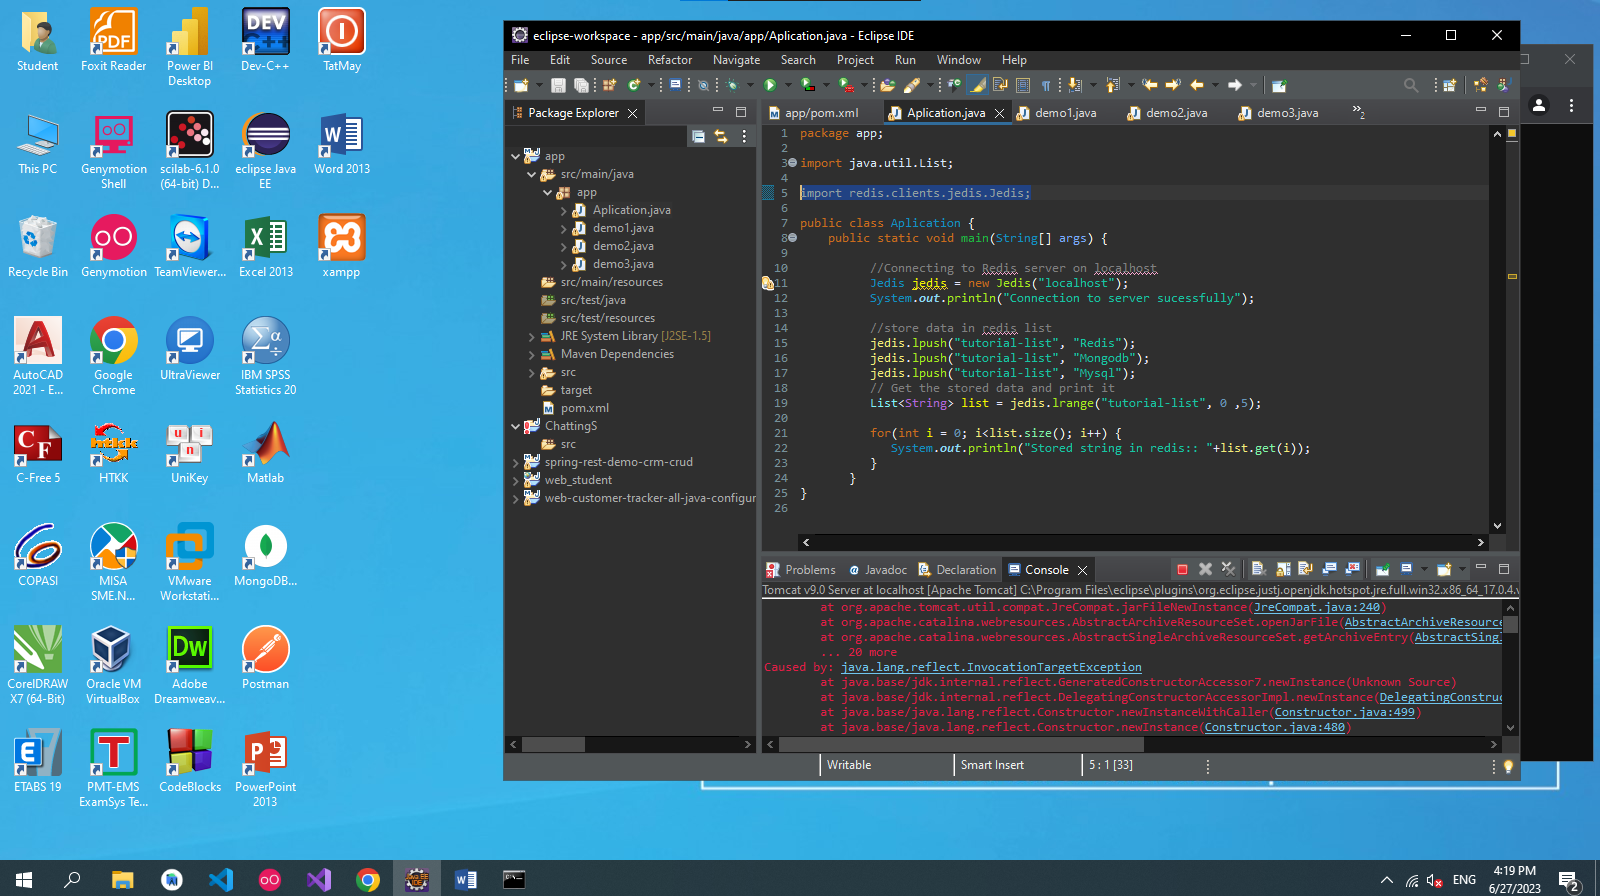 Student
Foxit Reader
Power BI
Desktop
Dev-C++
TatMay
This PC
Genymotion
Shell
scilab-6.1.0
(64-bit) D...
eclipse Java
EE
Word 2013
Recycle Bin
Genymotion
TeamViewer...
Excel 2013
xampp
AutoCAD
2021 - E...
Google
Chrome
UltraViewer
IBM SPSS
Statistics 20
C-Free 5
HTKK
UniKey
Matlab
COPASI
MISA
SME.N...
VMware
Workstati...
MongoDB...
CorelDRAW
X7 (64-Bit)
Oracle VM
VirtualBox
Adobe
Dreamweav...
Postman
ETABS 19
PMT-EMS
ExamSys Te...
CodeBlocks
PowerPoint
2013
eclipse-workspace - app/src/main/java/app/Aplication.java - Eclipse IDE
File Edit Source Refactor Navigate Search Project Run Window Help
Package Explorer
app
src/main/java
app
Aplication.java
demo1.java
demo2.java
demo3.java
src/main/resources
src/test/java
src/test/resources
JRE System Library [J2SE-1.5]
Maven Dependencies
src
target
pom.xml
ChattingS
src
spring-rest-demo-crm-crud
web_student
web-customer-tracker-all-java-configur
app/pom.xml Aplication.java demo1.java demo2.java demo3.java »2
1 package app;
2
3 import java.util.List;
4
5 import redis.clients.jedis.Jedis;
6
7 public class Aplication {
8 public static void main(String[] args) {
9
10 //Connecting to Redis server on localhost
11 Jedis jedis = new Jedis("localhost");
12 System.out.println("Connection to server sucessfully");
13
14 //store data in redis list
15 jedis.lpush("tutorial-list", "Redis");
16 jedis.lpush("tutorial-list", "Mongodb");
17 jedis.lpush("tutorial-list", "Mysql");
18 // Get the stored data and print it
19 List<String> list = jedis.lrange("tutorial-list", 0 ,5);
20
21 for(int i = 0; i<list.size(); i++) {
22 System.out.println("Stored string in redis:: "+list.get(i));
23 }
24 }
25 }
26
Problems Javadoc Declaration Console
Tomcat v9.0 Server at localhost [Apache Tomcat] C:\Program Files\eclipse\plugins\org.eclipse.justj.openjdk.hotspot.jre.full.win32.x86_64_17.0.4.v
at org.apache.tomcat.util.compat.JreCompat.jarFileNewInstance(JreCompat.java:240)
at org.apache.catalina.webresources.AbstractArchiveResourceSet.openJarFile(AbstractArchiveResource
at org.apache.catalina.webresources.AbstractSingleArchiveResourceSet.getArchiveEntry(AbstractSingl
... 20 more
Caused by: java.lang.reflect.InvocationTargetException
at java.base/jdk.internal.reflect.GeneratedConstructorAccessor7.newInstance(Unknown Source)
at java.base/jdk.internal.reflect.DelegatingConstructorAccessorImpl.newInstance(DelegatingConstruc
at java.base/java.lang.reflect.Constructor.newInstanceWithCaller(Constructor.java:499)
at java.base/java.lang.reflect.Constructor.newInstance(Constructor.java:480)
Writable Smart Insert 5 : 1 [33]
ENG
4:19 PM
6/27/2023
2